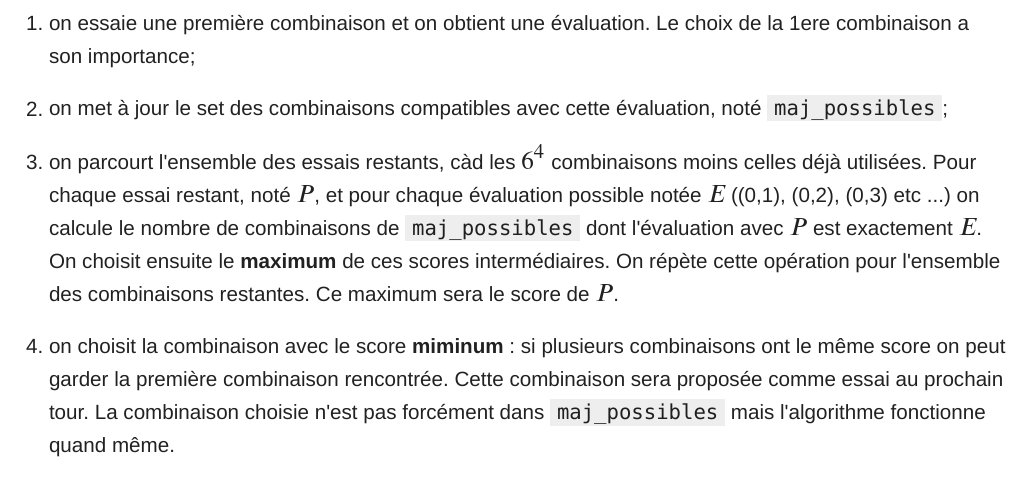 1. on essaie une première combinaison et on obtient une évaluation. Le choix de la 1ere combinaison a
son importance;
2. on met à jour le set des combinaisons compatibles avec cette évaluation, noté maj_possibles ;
3. on parcourt l'ensemble des essais restants, càd les 6⁴ combinaisons moins celles déjà utilisées. Pour
chaque essai restant, noté P, et pour chaque évaluation possible notée E ((0,1), (0,2), (0,3) etc ...) on
calcule le nombre de combinaisons de maj_possibles dont l'évaluation avec P est exactement E.
On choisit ensuite le maximum de ces scores intermédiaires. On répète cette opération pour l'ensemble
des combinaisons restantes. Ce maximum sera le score de P.
4. on choisit la combinaison avec le score miminum : si plusieurs combinaisons ont le même score on peut
garder la première combinaison rencontrée. Cette combinaison sera proposée comme essai au prochain
tour. La combinaison choisie n'est pas forcément dans maj_possibles mais l'algorithme fonctionne
quand même.